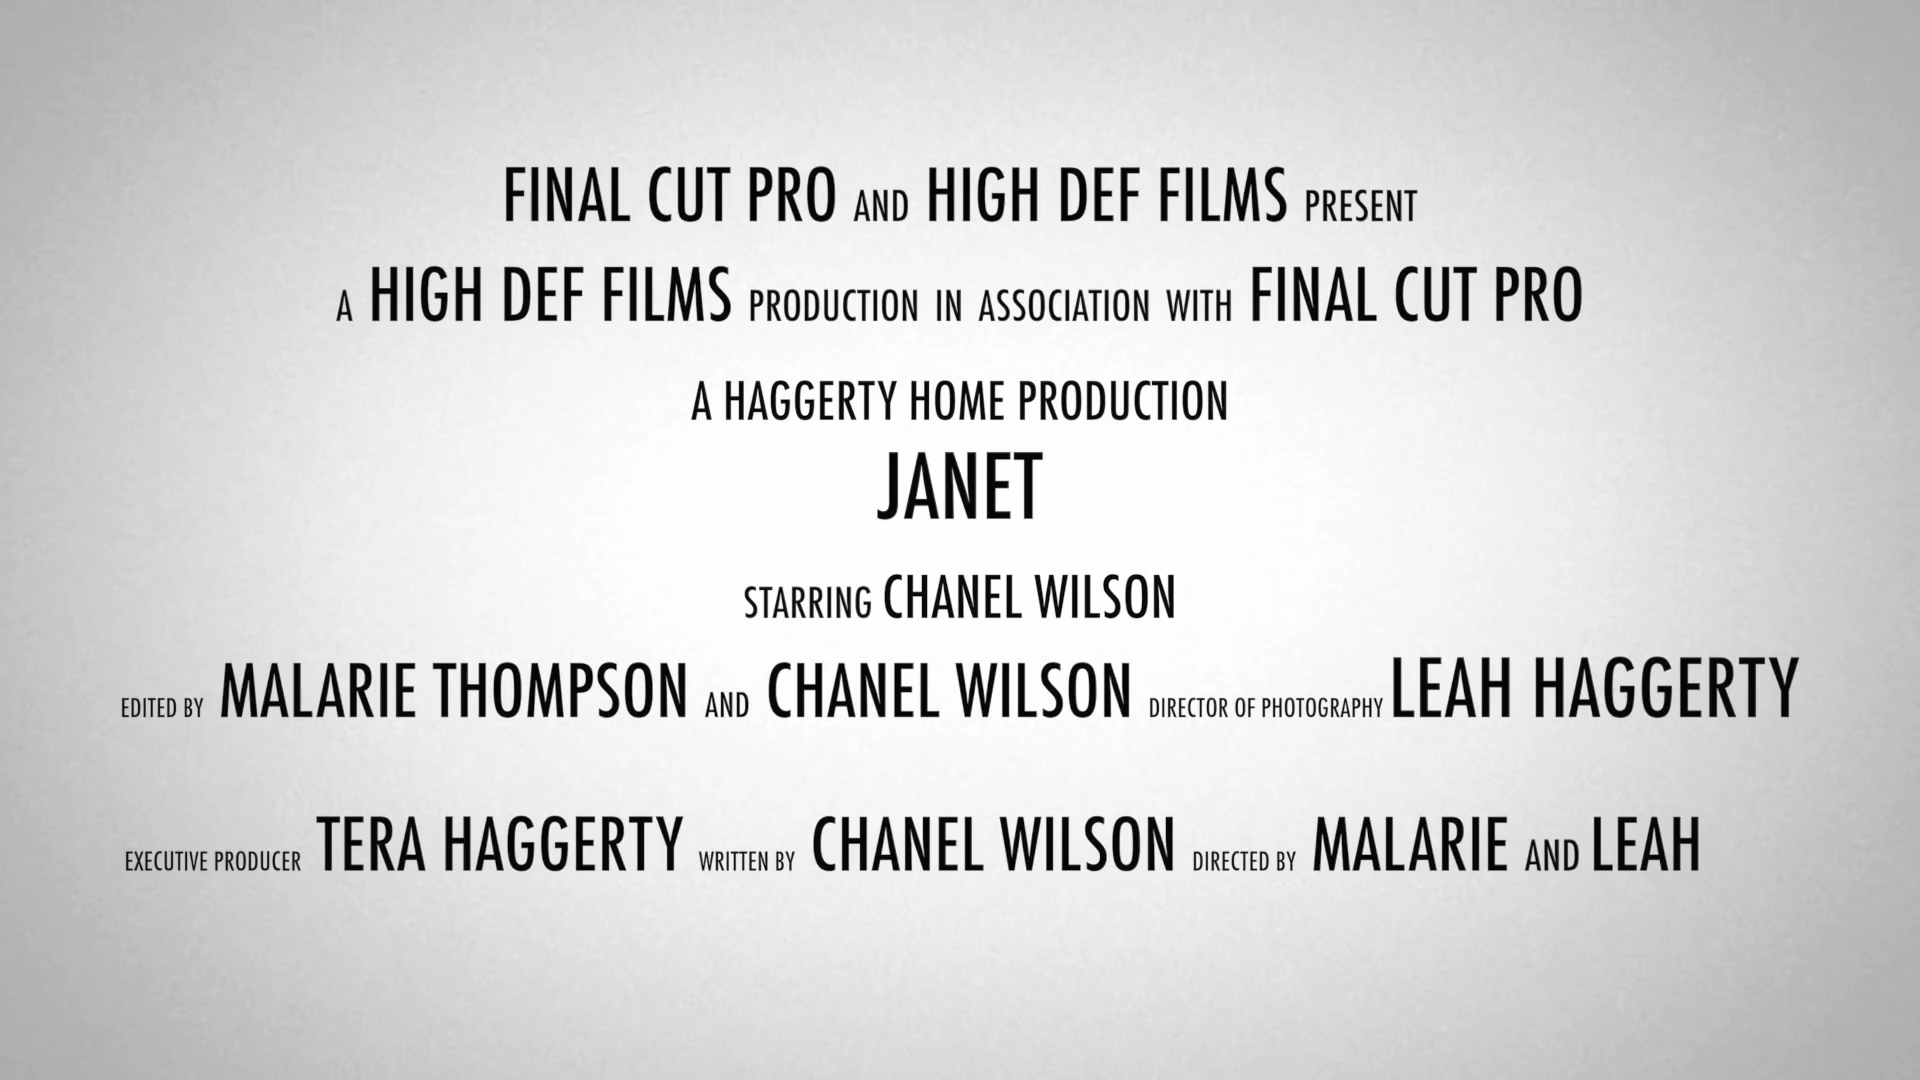 FINAL CUT PRO AND HIGH DEF FILMS PRESENT
A HIGH DEF FILMS PRODUCTION IN ASSOCIATION WITH FINAL CUT PRO
A HAGGERTY HOME PRODUCTION
JANET
STARRING CHANEL WILSON
EDITED BY MALARIE THOMPSON AND CHANEL WILSON DIRECTOR OF PHOTOGRAPHY LEAH HAGGERTY
EXECUTIVE PRODUCER TERA HAGGERTY WRITTEN BY CHANEL WILSON DIRECTED BY MALARIE AND LEAH